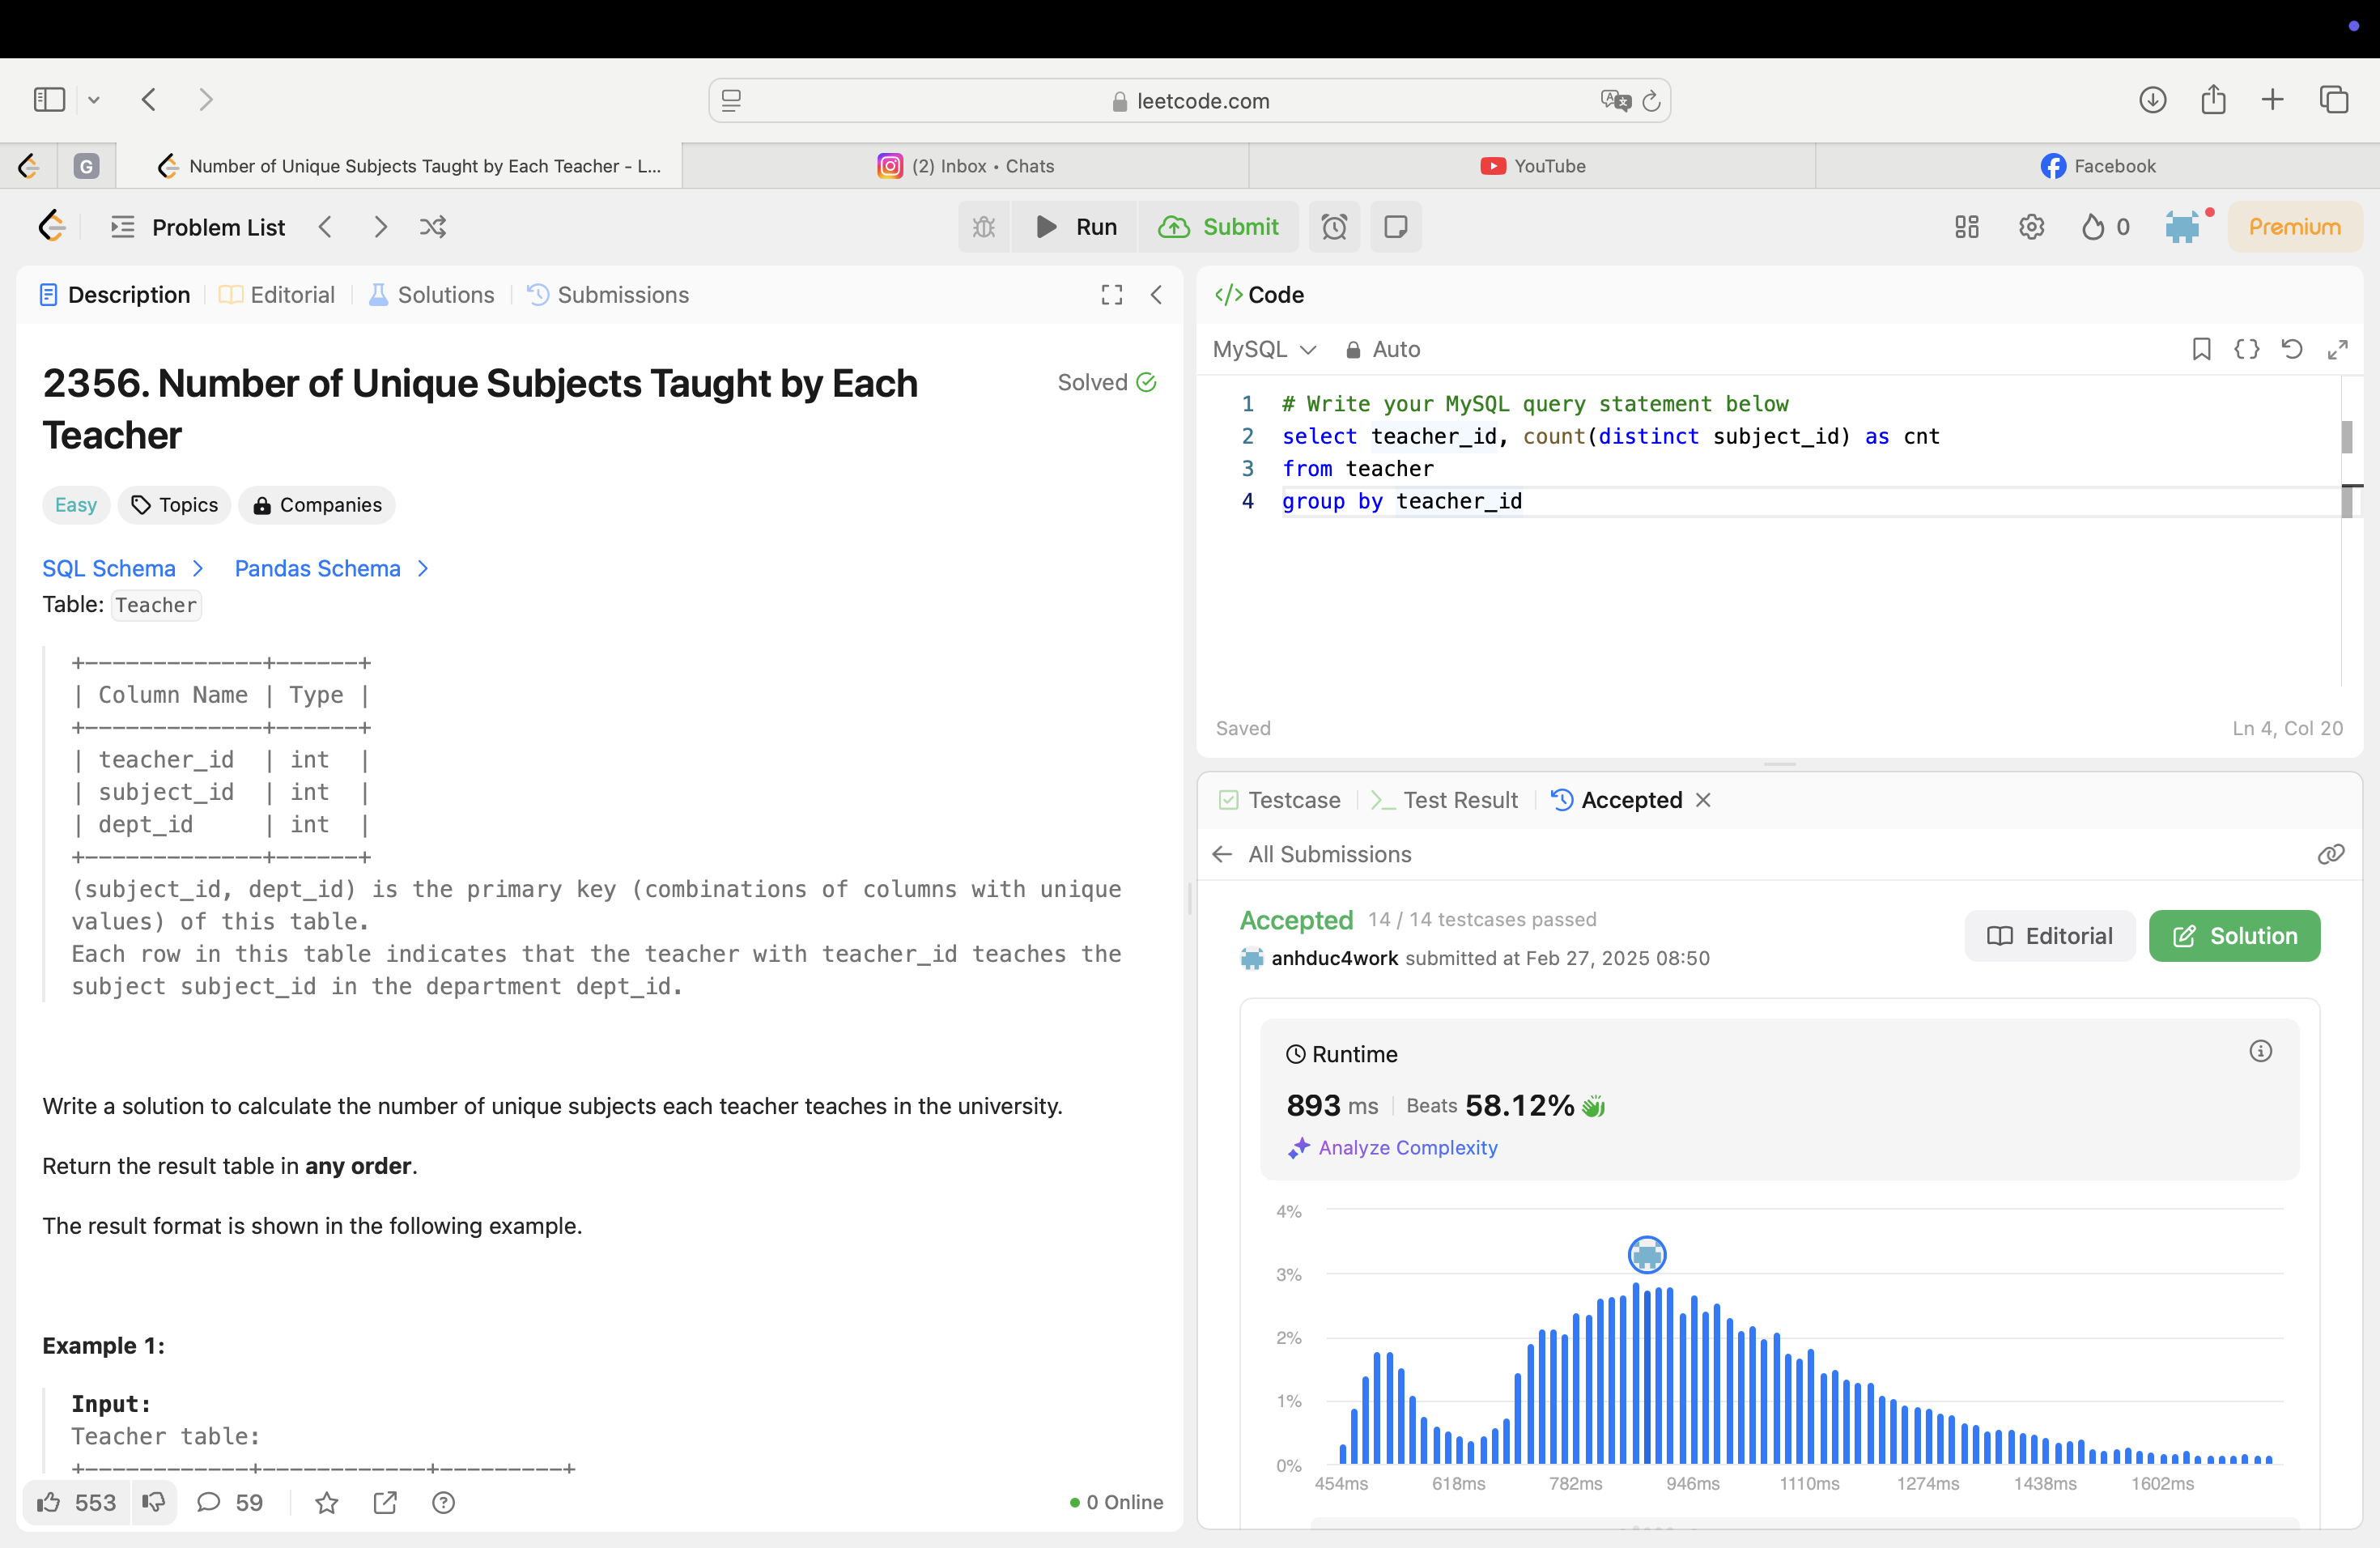 leetcode.com
G
Number of Unique Subjects Taught by Each Teacher - L...
(2) Inbox • Chats
YouTube
Facebook
Problem List
Run
Submit
0
Premium
Description
Editorial
Solutions
Submissions
2356. Number of Unique Subjects Taught by Each
Teacher
Solved
Easy
Topics
Companies
SQL Schema
Pandas Schema
Table: Teacher
+-------------+------+
| Column Name | Type |
+-------------+------+
| teacher_id  | int  |
| subject_id  | int  |
| dept_id     | int  |
+-------------+------+
(subject_id, dept_id) is the primary key (combinations of columns with unique
values) of this table.
Each row in this table indicates that the teacher with teacher_id teaches the
subject subject_id in the department dept_id.
Write a solution to calculate the number of unique subjects each teacher teaches in the university.
Return the result table in any order.
The result format is shown in the following example.
Example 1:
Input:
Teacher table:
+------------+------------+---------+
553
59
0 Online
</> Code
MySQL
Auto
1 # Write your MySQL query statement below
2 select teacher_id, count(distinct subject_id) as cnt
3 from teacher
4 group by teacher_id
Saved
Ln 4, Col 20
Testcase
Test Result
Accepted
All Submissions
Accepted 14 / 14 testcases passed
anhduc4work submitted at Feb 27, 2025 08:50
Editorial
Solution
Runtime
893 ms
Beats 58.12%
Analyze Complexity
4%
3%
2%
1%
0%
454ms
618ms
782ms
946ms
1110ms
1274ms
1438ms
1602ms